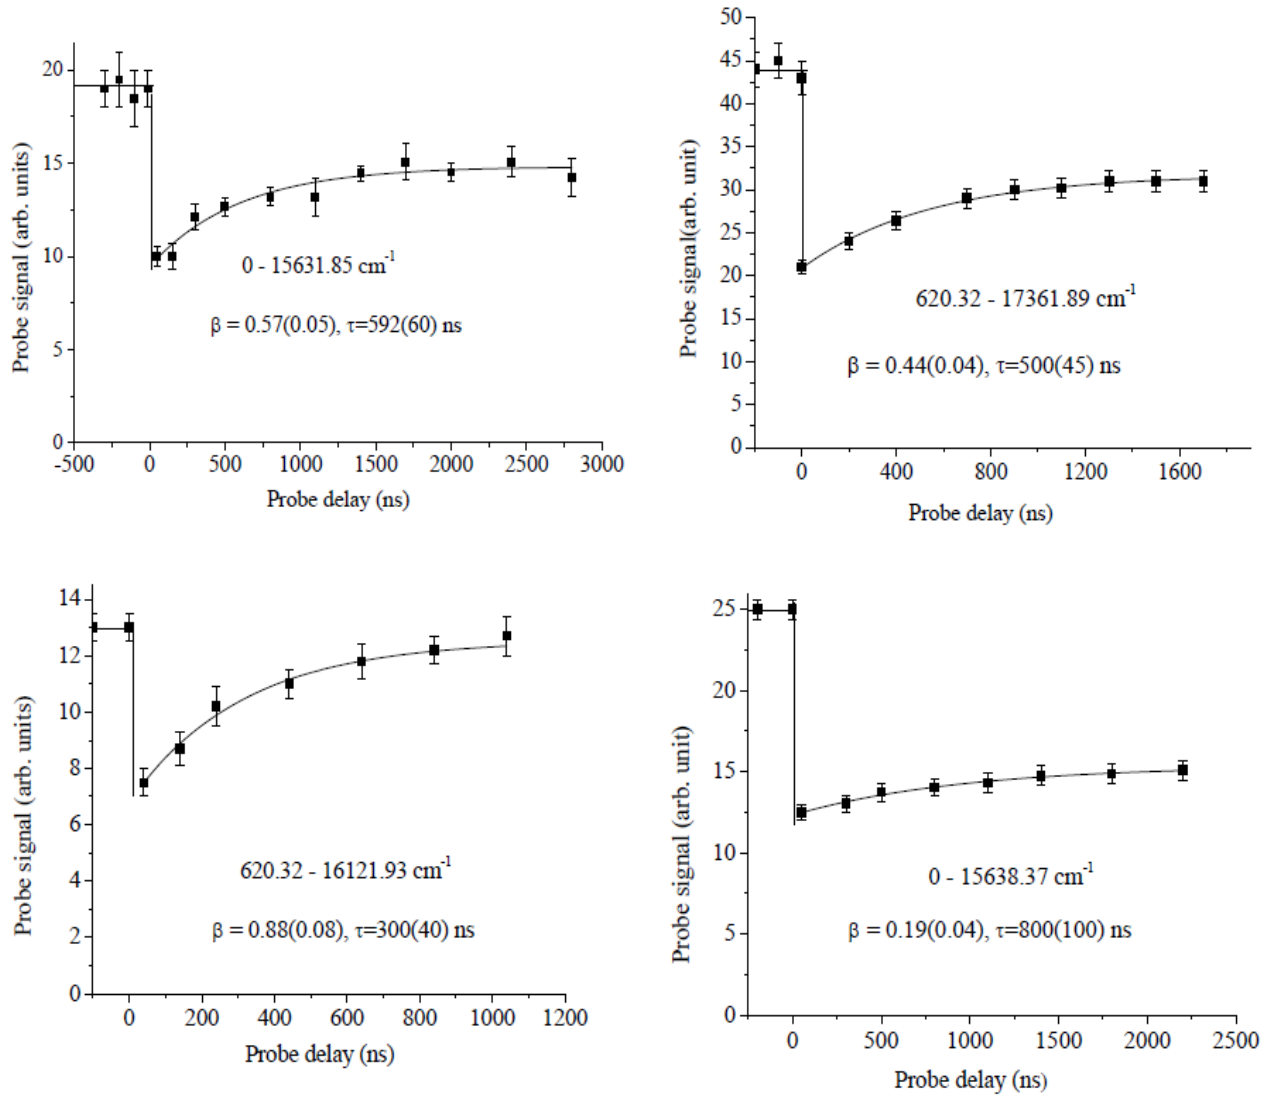 20
15
10
5
0
-500 0 500 1000 1500 2000 2500 3000
Probe signal (arb. units)
Probe delay (ns)
0 - 15631.85 cm⁻¹
β = 0.57(0.05), τ=592(60) ns
50
45
40
35
30
25
20
15
10
5
0
0 400 800 1200 1600
Probe signal(arb. unit)
Probe delay (ns)
620.32 - 17361.89 cm⁻¹
β = 0.44(0.04), τ=500(45) ns
14
12
10
8
6
4
2
0
0 200 400 600 800 1000 1200
Probe signal (arb. units)
Probe delay (ns)
620.32 - 16121.93 cm⁻¹
β = 0.88(0.08), τ=300(40) ns
25
20
15
10
5
0
0 500 1000 1500 2000 2500
Probe signal (arb. unit)
Probe delay (ns)
0 - 15638.37 cm⁻¹
β = 0.19(0.04), τ=800(100) ns